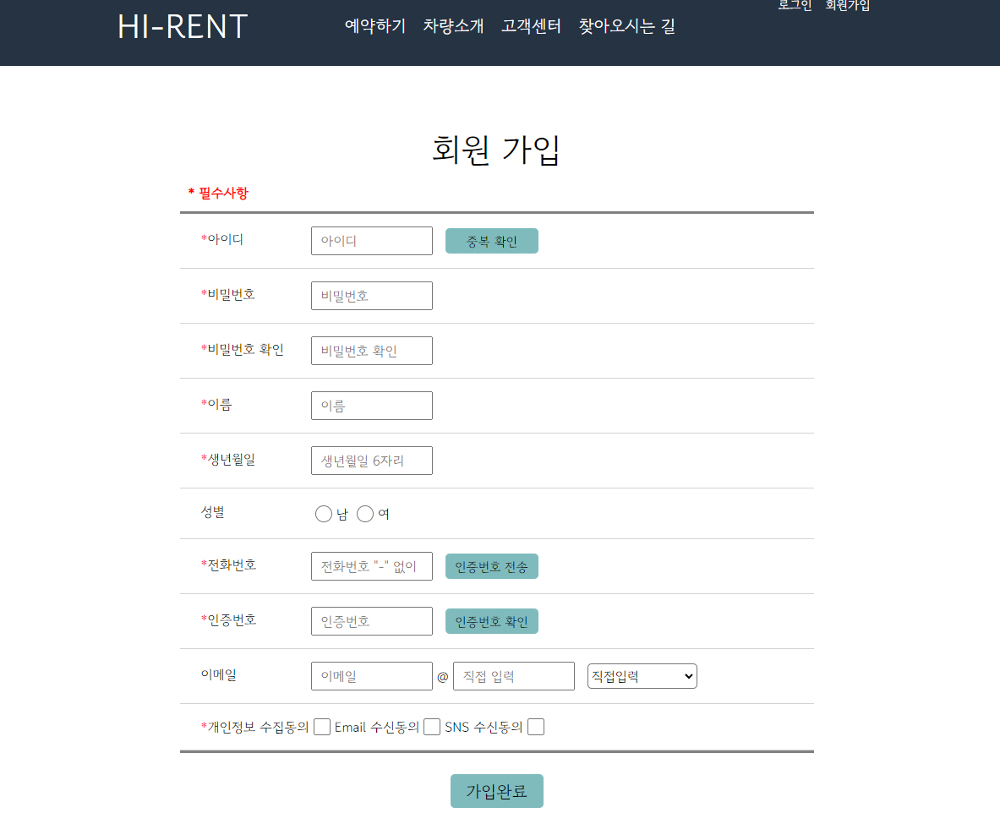 로그인 회원가입
HI-RENT 예약하기 차량소개 고객센터 찾아오시는 길
회원 가입
* 필수사항
*아이디 아이디 중복 확인
*비밀번호 비밀번호
*비밀번호 확인 비밀번호 확인
*이름 이름
*생년월일 생년월일 6자리
성별 남 여
*전화번호 전화번호 "-" 없이 인증번호 전송
*인증번호 인증번호 인증번호 확인
이메일 이메일 @ 직접 입력 직접입력
*개인정보 수집동의 Email 수신동의 SNS 수신동의
가입완료